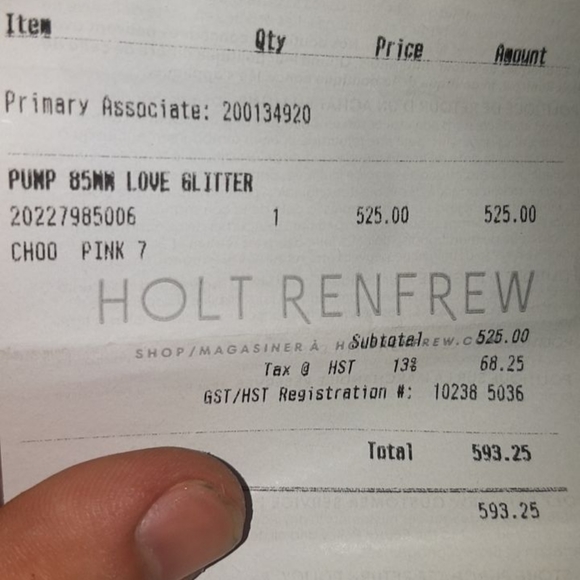 Item Qty Price Amount
Primary Associate: 200134920
PUMP 85MM LOVE GLITTER
20227985006 1 525.00 525.00
CHOO PINK 7
HOLT RENFREW
SHOP/MAGASINER À
Subtotal 525.00
Tax @ HST 13% 68.25
GST/HST Registration #: 10238 5036
Total 593.25
593.25